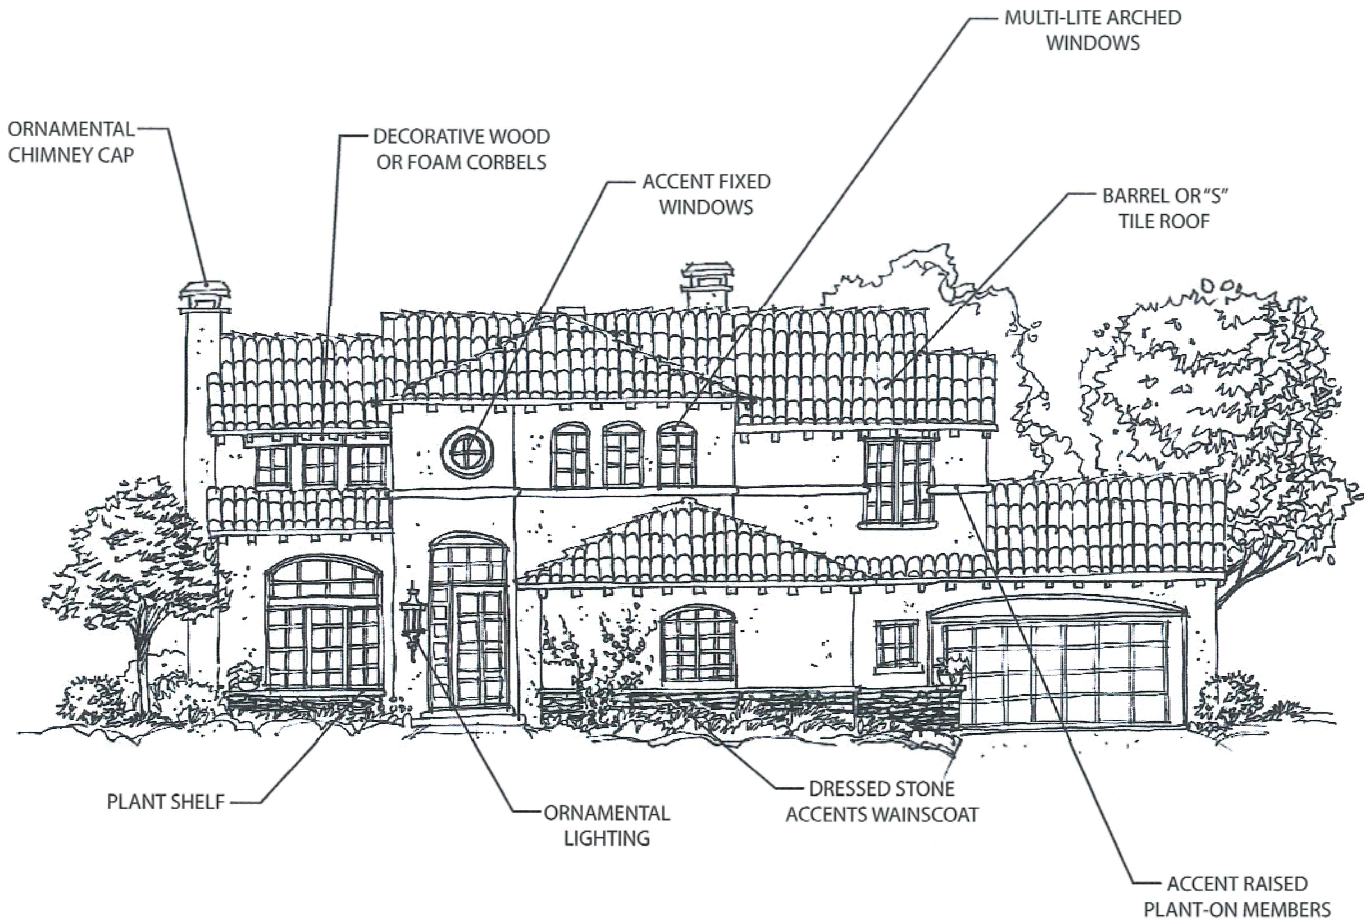 MULTI-LITE ARCHED
WINDOWS
ORNAMENTAL
CHIMNEY CAP
DECORATIVE WOOD
OR FOAM CORBELS
ACCENT FIXED
WINDOWS
BARREL OR "S"
TILE ROOF
PLANT SHELF
ORNAMENTAL
LIGHTING
DRESSED STONE
ACCENTS WAINSCOAT
ACCENT RAISED
PLANT-ON MEMBERS